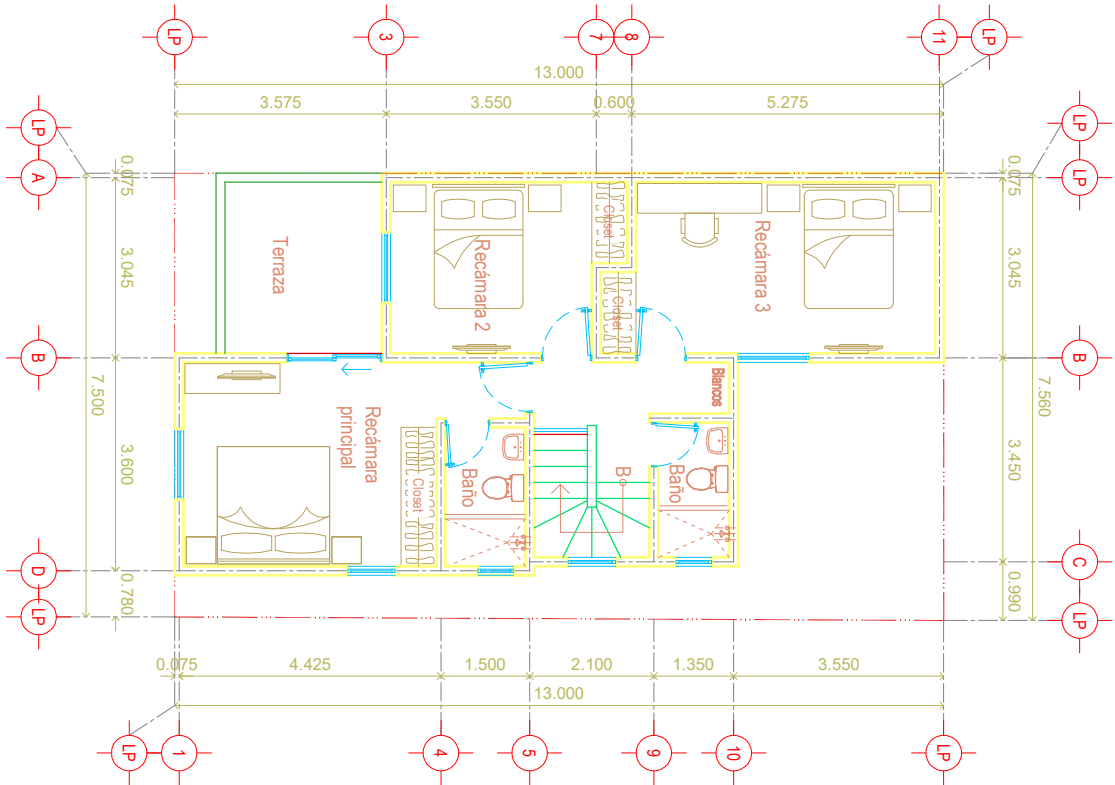 LP
3
7
8
11
LP
13.000
3.575
3.550
0.600
5.275
LP
A
B
D
LP
0.075
3.045
7.500
3.600
0.780
LP
LP
B
C
LP
0.075
3.045
7.560
3.450
0.990
Terraza
Recámara 2
Closet
Closet
Recámara 3
Blancos
Recámara
principal
Closet
Baño
B
Baño
0.075
4.425
1.500
2.100
1.350
3.550
13.000
LP
1
4
5
9
10
LP